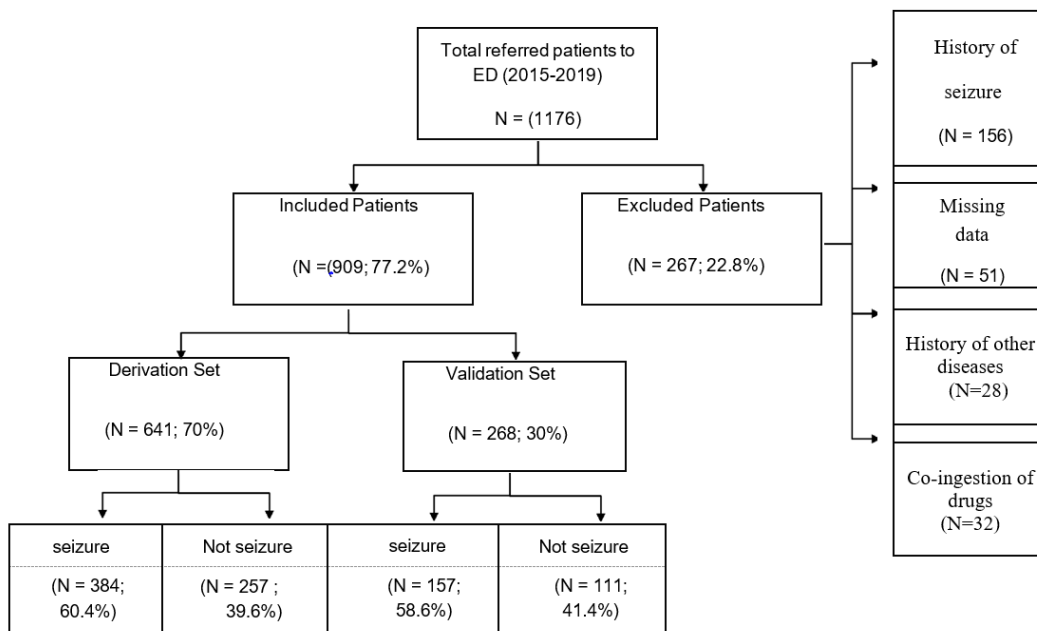 Total referred patients to
ED (2015-2019)
N = (1176)
Included Patients
(N =(909; 77.2%)
Excluded Patients
(N = 267; 22.8%)
History of
seizure
(N = 156)
Missing
data
(N = 51)
History of other
diseases
(N=28)
Co-ingestion of
drugs
(N=32)
Derivation Set
(N = 641; 70%)
Validation Set
(N = 268; 30%)
seizure
(N = 384;
60.4%)
Not seizure
(N = 257 ;
39.6%)
seizure
(N = 157;
58.6%)
Not seizure
(N = 111;
41.4%)